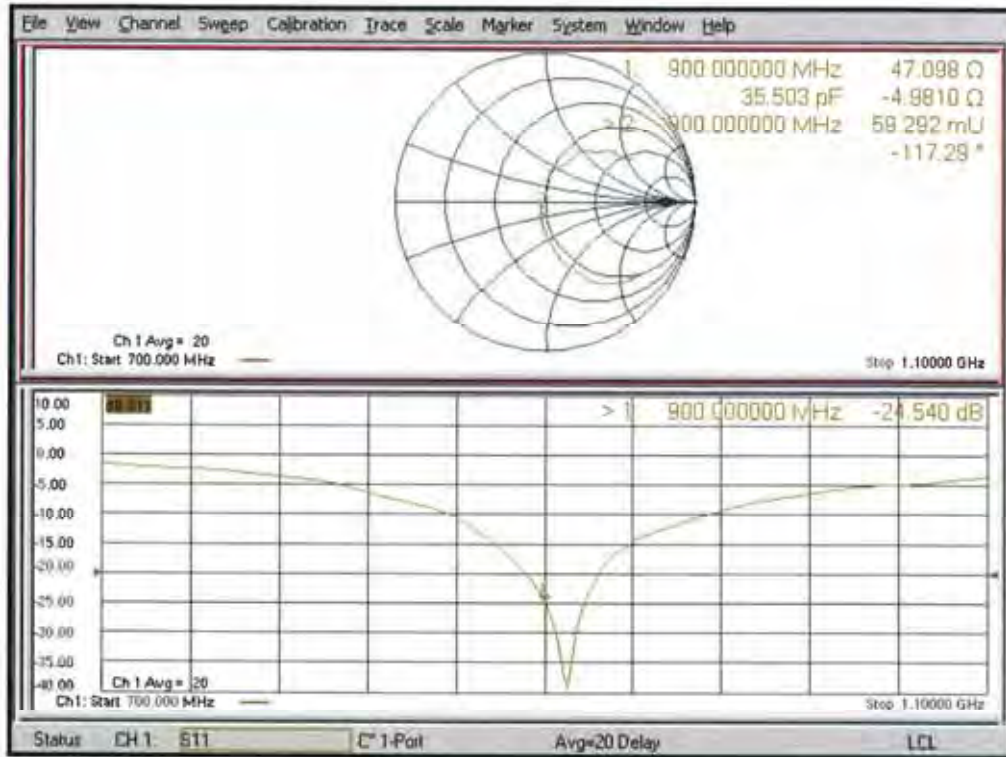 File View Channel Sweep Calibration Trace Scale Marker System Window Help
1 900.000000 MHz 47.098 Ω
35.503 pF -4.9810 Ω
> 2 900.000000 MHz 59.292 mU
-117.29 °
Ch 1 Avg = 20
Ch1: Start 700.000 MHz
Stop 1.10000 GHz
10.00
> 1 900.000000 MHz -24.540 dB
5.00
0.00
-5.00
-10.00
-15.00
-20.00
-25.00
-30.00
-35.00
-40.00
Ch 1 Avg = 20
Ch1: Start 700.000 MHz
Stop 1.10000 GHz
Status CH 1: S11 C* 1-Port Avg=20 Delay LCL